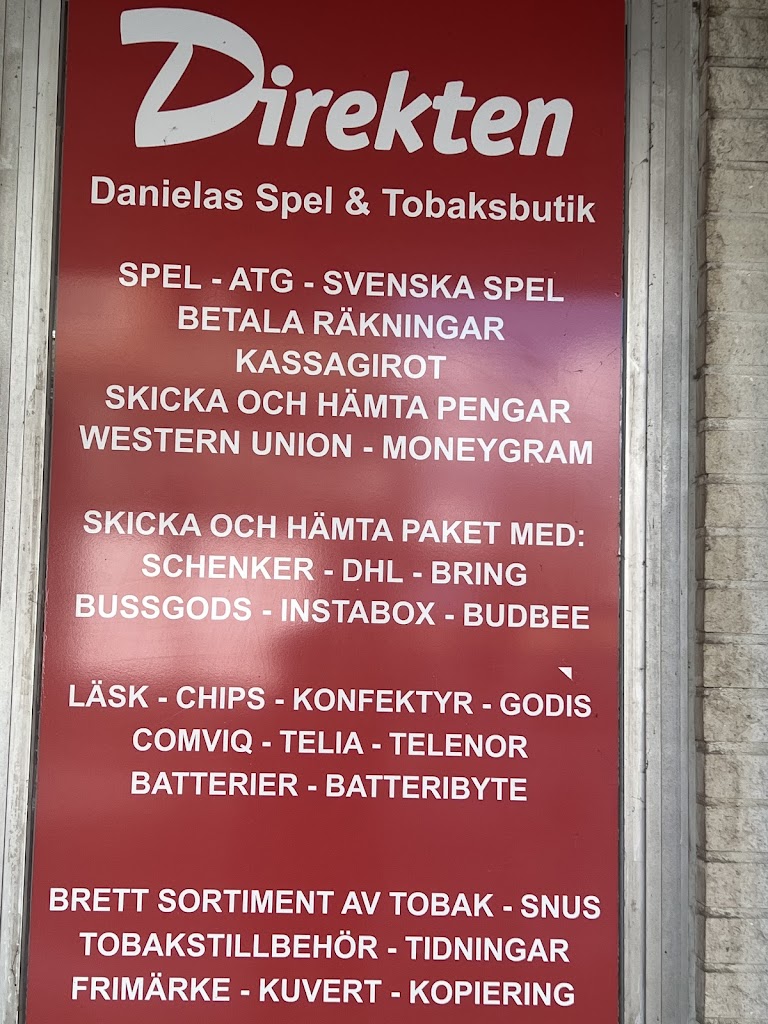 Direkten
Danielas Spel & Tobaksbutik
SPEL - ATG - SVENSKA SPEL
BETALA RÄKNINGAR
KASSAGIROT
SKICKA OCH HÄMTA PENGAR
WESTERN UNION - MONEYGRAM
SKICKA OCH HÄMTA PAKET MED:
SCHENKER - DHL - BRING
BUSSGODS - INSTABOX - BUDBEE
LÄSK - CHIPS - KONFEKTYR - GODIS
COMVIQ - TELIA - TELENOR
BATTERIER - BATTERIBYTE
BRETT SORTIMENT AV TOBAK - SNUS
TOBAKSTILLBEHÖR - TIDNINGAR
FRIMÄRKE - KUVERT - KOPIERING